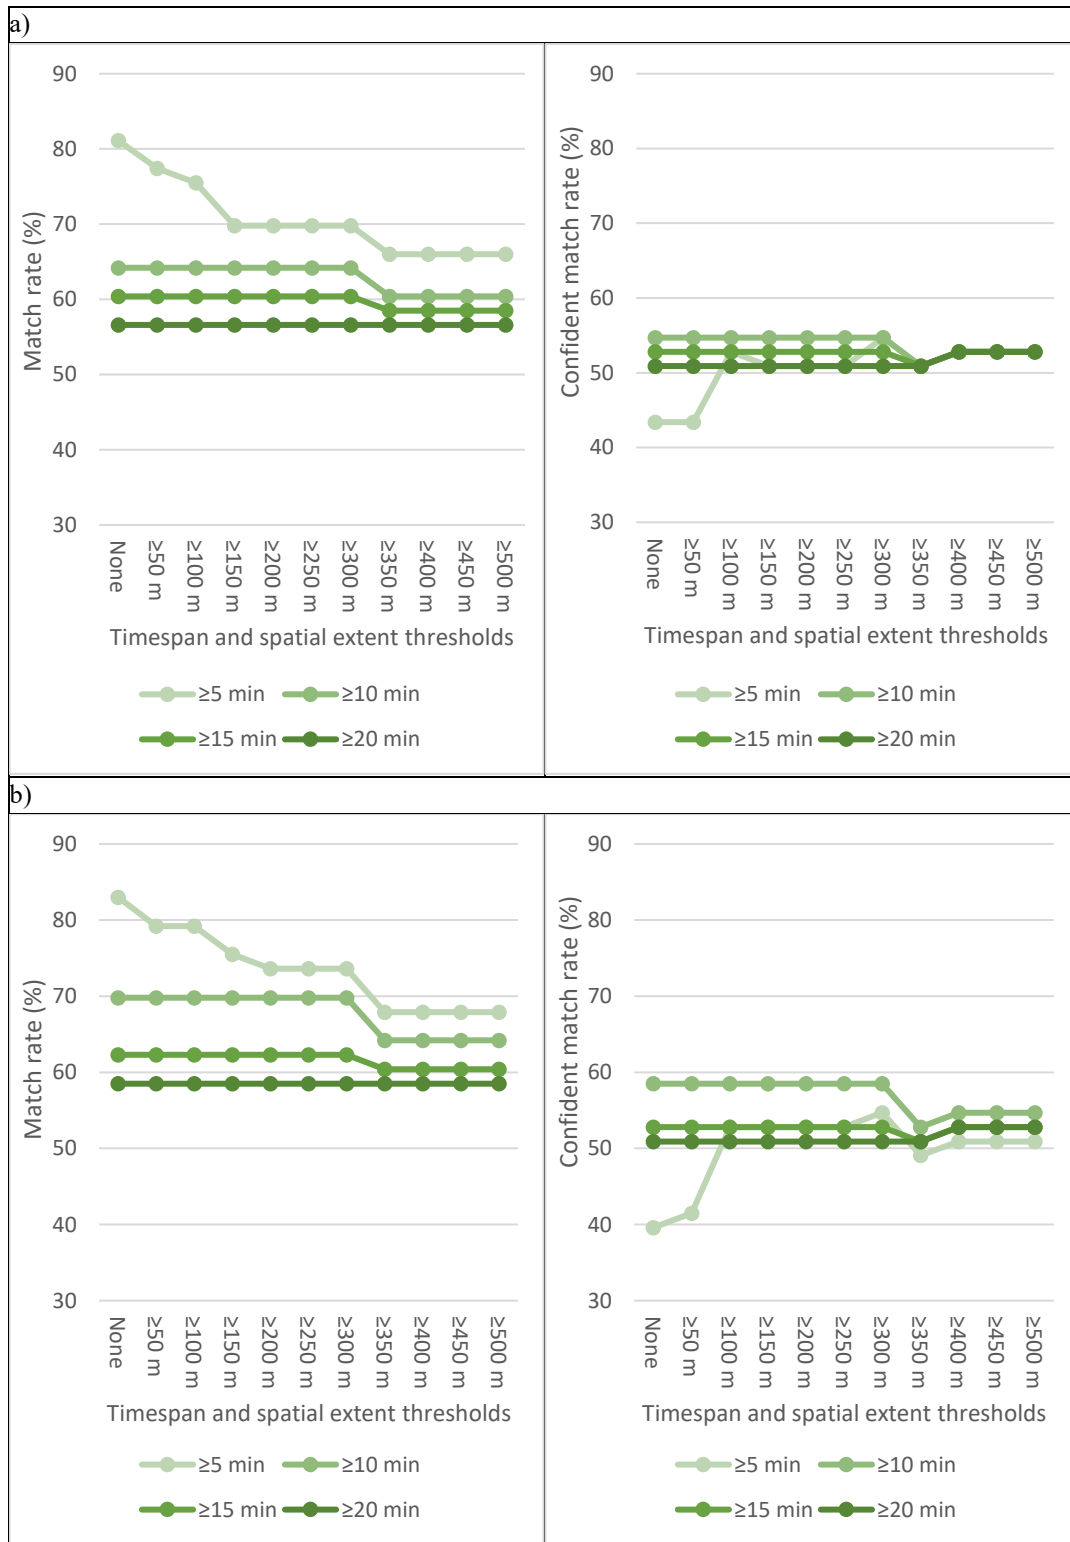 a)
90
80
70
60
50
40
30
Match rate (%)
None
≥50 m
≥100 m
≥150 m
≥200 m
≥250 m
≥300 m
≥350 m
≥400 m
≥450 m
≥500 m
Timespan and spatial extent thresholds
≥5 min ≥10 min
≥15 min ≥20 min
90
80
70
60
50
40
30
Confident match rate (%)
None
≥50 m
≥100 m
≥150 m
≥200 m
≥250 m
≥300 m
≥350 m
≥400 m
≥450 m
≥500 m
Timespan and spatial extent thresholds
≥5 min ≥10 min
≥15 min ≥20 min
b)
90
80
70
60
50
40
30
Match rate (%)
None
≥50 m
≥100 m
≥150 m
≥200 m
≥250 m
≥300 m
≥350 m
≥400 m
≥450 m
≥500 m
Timespan and spatial extent thresholds
≥5 min ≥10 min
≥15 min ≥20 min
90
80
70
60
50
40
30
Confident match rate (%)
None
≥50 m
≥100 m
≥150 m
≥200 m
≥250 m
≥300 m
≥350 m
≥400 m
≥450 m
≥500 m
Timespan and spatial extent thresholds
≥5 min ≥10 min
≥15 min ≥20 min